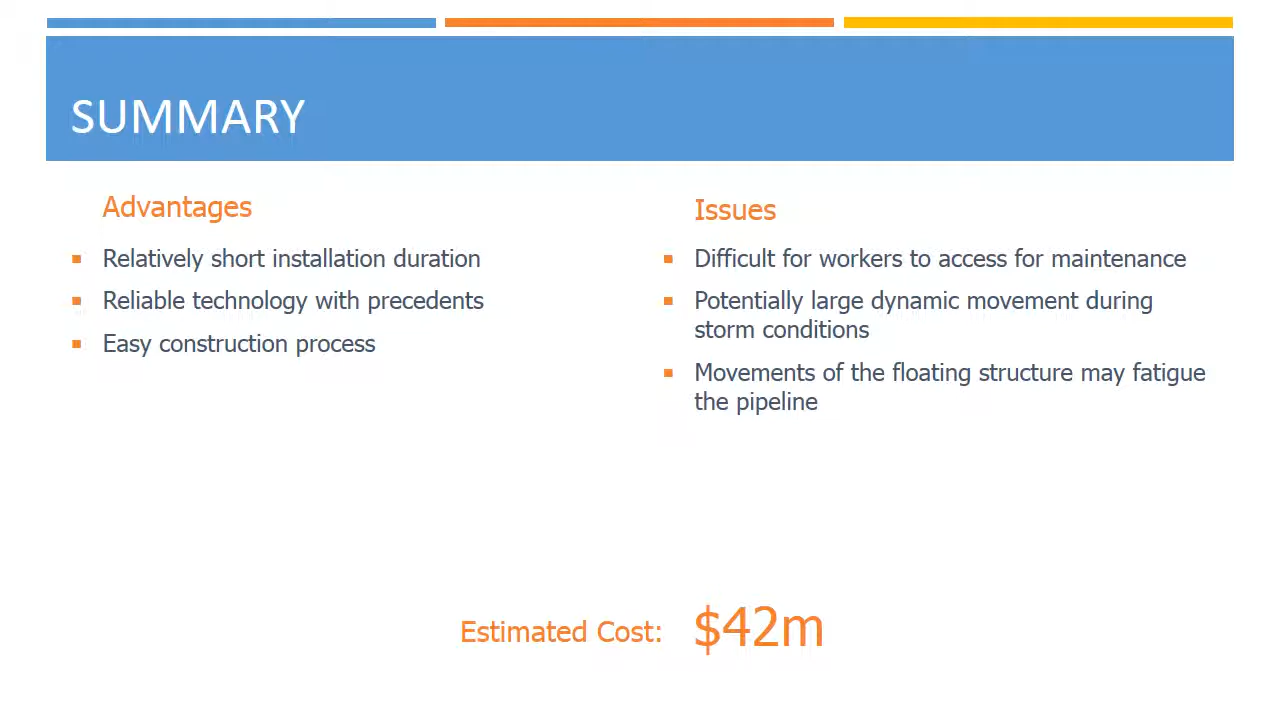 SUMMARY
Advantages
Relatively short installation duration
Reliable technology with precedents
Easy construction process
Issues
Difficult for workers to access for maintenance
Potentially large dynamic movement during
storm conditions
Movements of the floating structure may fatigue
the pipeline
Estimated Cost: $42m